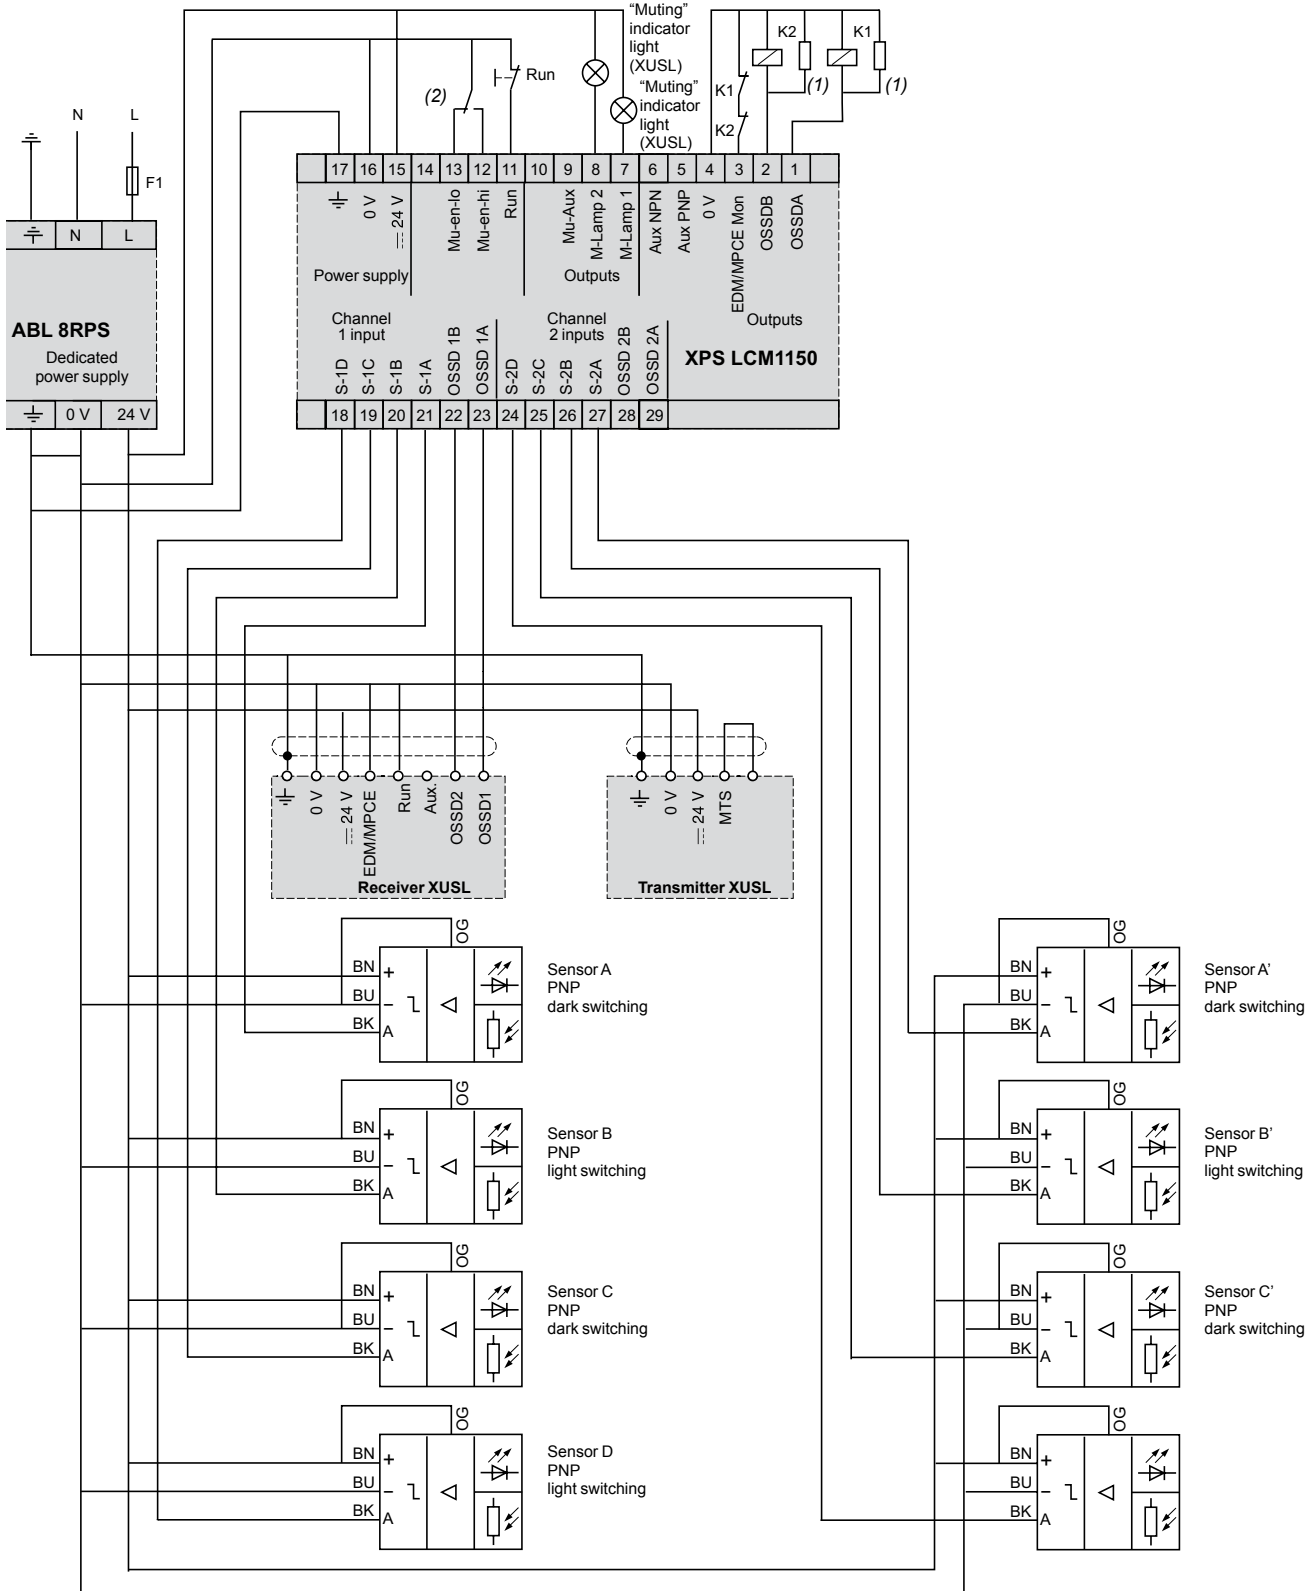 “Muting”
indicator
light
(XUSL)
“Muting”
indicator
light
(XUSL)
K2
K1
(1)
(1)
K1
K2
Run
(2)
N
L
F1
N
L
ABL 8RPS
Dedicated
power supply
0 V
24 V
17 16 15 14 13 12 11 10 9 8 7 6 5 4 3 2 1
0 V
24 V
Mu-en-lo
Mu-en-hi
Run
Mu-Aux
M-Lamp 2
M-Lamp 1
Aux NPN
Aux PNP
0 V
EDM/MPCE Mon
OSSDB
OSSDA
Power supply
Outputs
Channel
1 input
Channel
2 inputs
Outputs
XPS LCM1150
S-1D
S-1C
S-1B
S-1A
OSSD 1B
OSSD 1A
S-2D
S-2C
S-2B
S-2A
OSSD 2B
OSSD 2A
18 19 20 21 22 23 24 25 26 27 28 29
0 V
24 V
EDM/MPCE
Run
Aux.
OSSD2
OSSD1
Receiver XUSL
0 V
24 V
MTS
Transmitter XUSL
OG
BN +
BU −
BK A
Sensor A
PNP
dark switching
OG
BN +
BU −
BK A
Sensor A’
PNP
dark switching
OG
BN +
BU −
BK A
Sensor B
PNP
light switching
OG
BN +
BU −
BK A
Sensor B’
PNP
light switching
OG
BN +
BU −
BK A
Sensor C
PNP
dark switching
OG
BN +
BU −
BK A
Sensor C’
PNP
dark switching
OG
BN +
BU −
BK A
Sensor D
PNP
light switching
OG
BN +
BU −
BK A